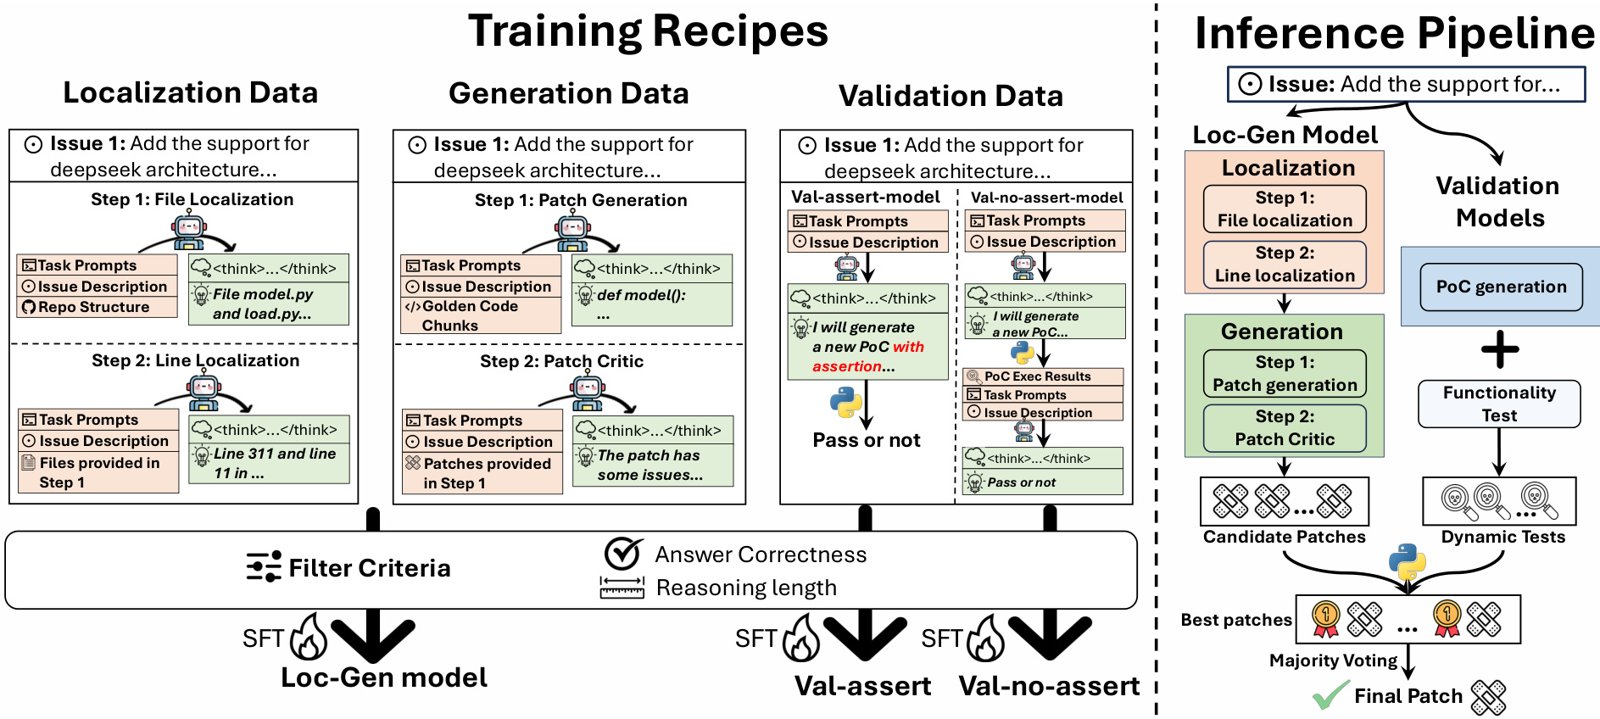 Training Recipes
Localization Data
Issue 1: Add the support for
deepseek architecture...
Step 1: File Localization
Task Prompts
Issue Description
Repo Structure
<think>...</think>
File model.py
and load.py...
Step 2: Line Localization
Task Prompts
Issue Description
Files provided in
Step 1
<think>...</think>
Line 311 and line
11 in ...
Generation Data
Issue 1: Add the support for
deepseek architecture...
Step 1: Patch Generation
Task Prompts
Issue Description
</>Golden Code
Chunks
<think>...</think>
def model():
...
Step 2: Patch Critic
Task Prompts
Issue Description
Patches provided
in Step 1
<think>...</think>
The patch has
some issues...
Validation Data
Issue 1: Add the support for
deepseek architecture...
Val-assert-model
Task Prompts
Issue Description
<think>...</think>
I will generate
a new PoC with
assertion...
Pass or not
Val-no-assert-model
Task Prompts
Issue Description
<think>...</think>
I will generate
a new PoC...
PoC Exec Results
Task Prompts
Issue Description
<think>...</think>
Pass or not
Filter Criteria
Answer Correctness
Reasoning length
SFT
Loc-Gen model
SFT
Val-assert
SFT
Val-no-assert
Inference Pipeline
Issue: Add the support for...
Loc-Gen Model
Localization
Step 1:
File localization
Step 2:
Line localization
Generation
Step 1:
Patch generation
Step 2:
Patch Critic
...
Candidate Patches
Validation
Models
PoC generation
+
Functionality
Test
...
Dynamic Tests
Best patches
1
...
1
Majority Voting
Final Patch